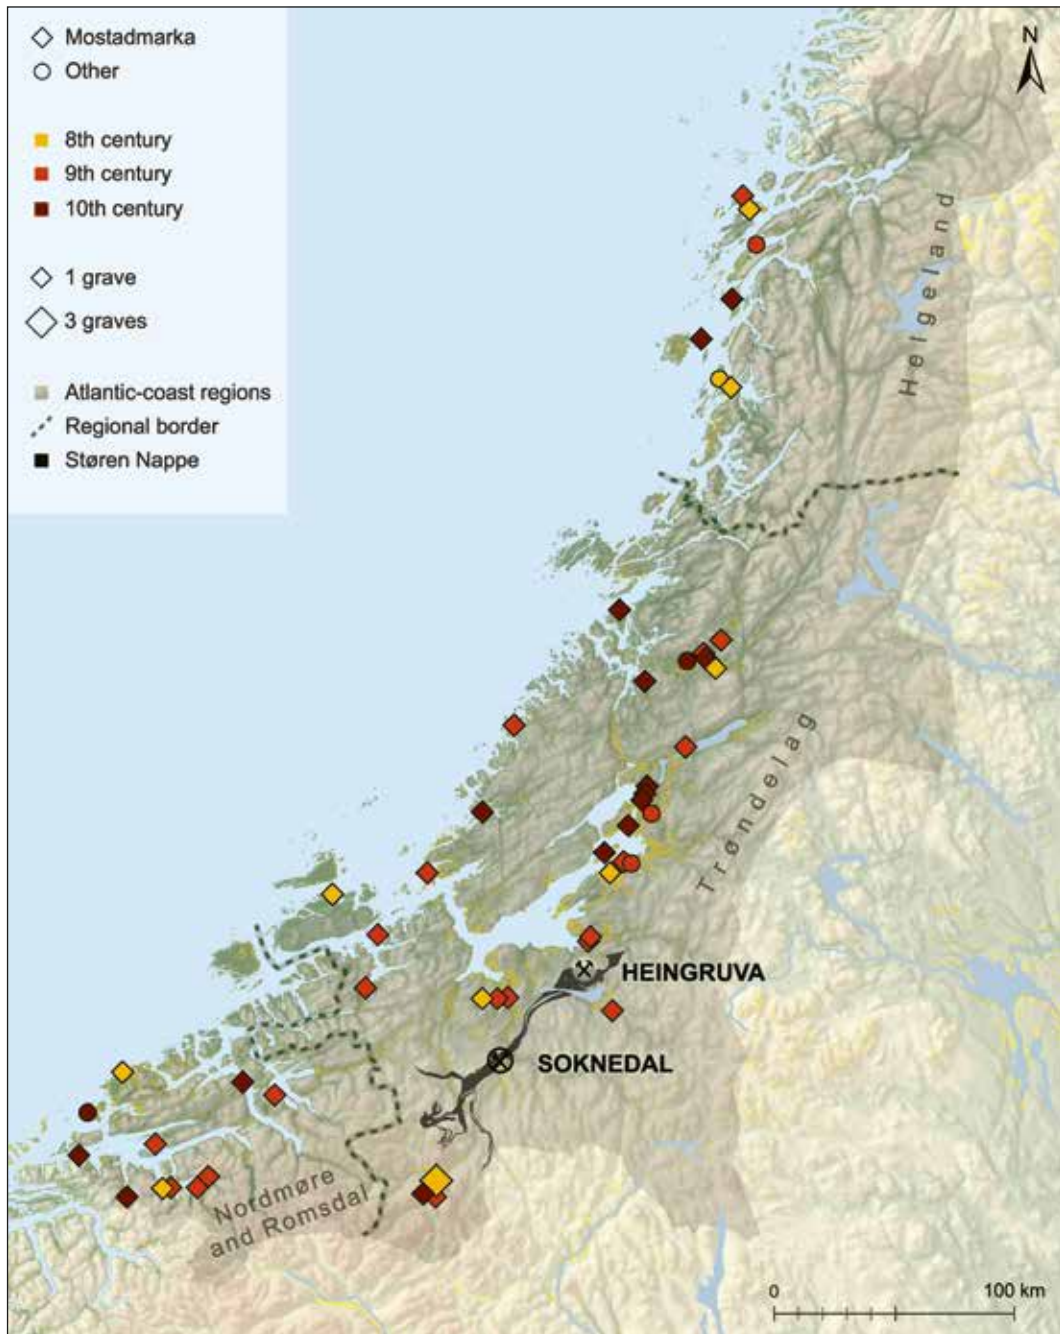 Mostadmarka
Other
8th century
9th century
10th century
1 grave
3 graves
Atlantic-coast regions
Regional border
Støren Nappe
N
Helgeland
Trøndelag
HEINGRUVA
SOKNEDAL
Nordmøre
and Romsdal
0 100 km